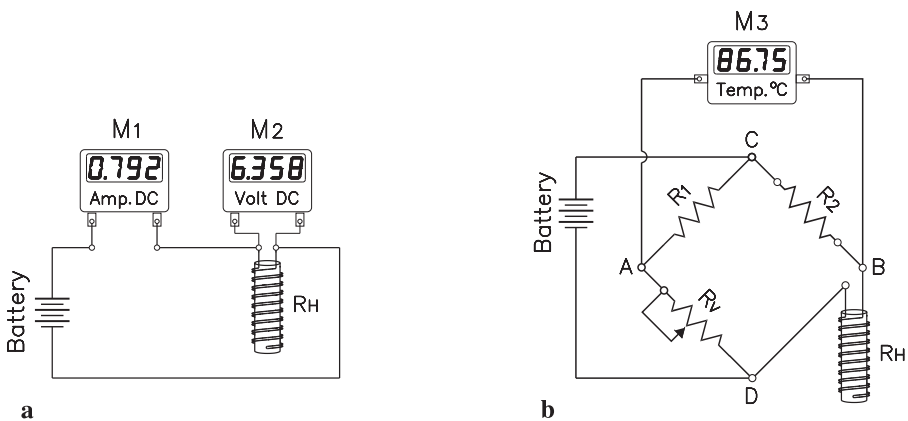 M1
M2
0.792
Amp. DC
6.358
Volt DC
Battery
RH
a
M3
86.75
Temp. °C
C
Battery
R1
R2
A
B
Rv
RH
D
b